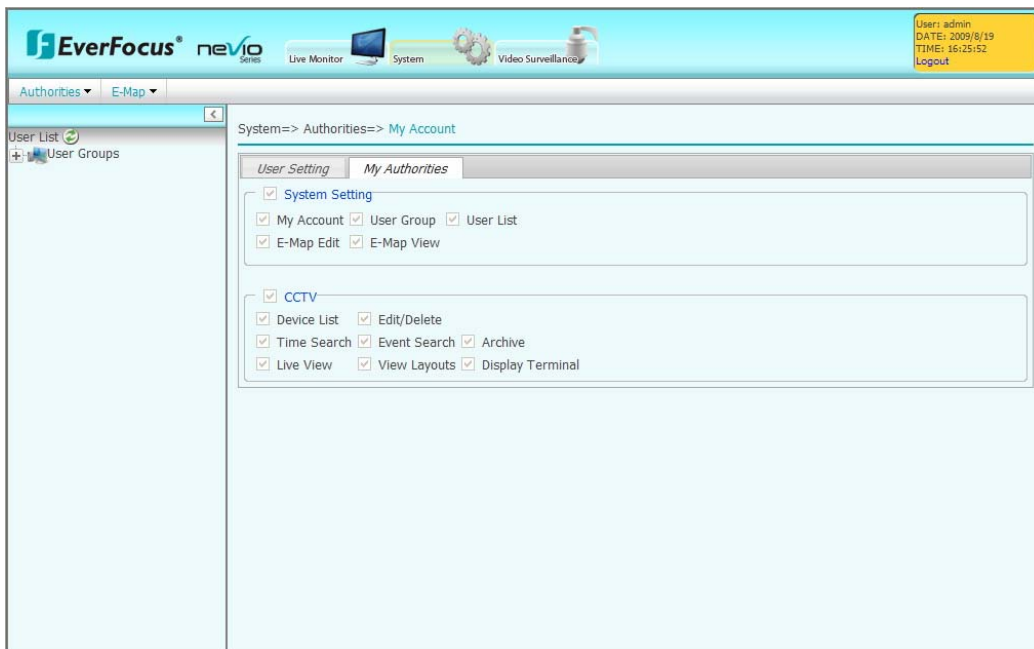 EverFocus® nevio
Series
Live Monitor System Video Surveillance
User: admin
DATE: 2009/8/19
TIME: 16:25:52
Logout
Authorities E-Map
User List
User Groups
System=> Authorities=> My Account
User Setting My Authorities
System Setting
My Account User Group User List
E-Map Edit E-Map View
CCTV
Device List Edit/Delete
Time Search Event Search Archive
Live View View Layouts Display Terminal